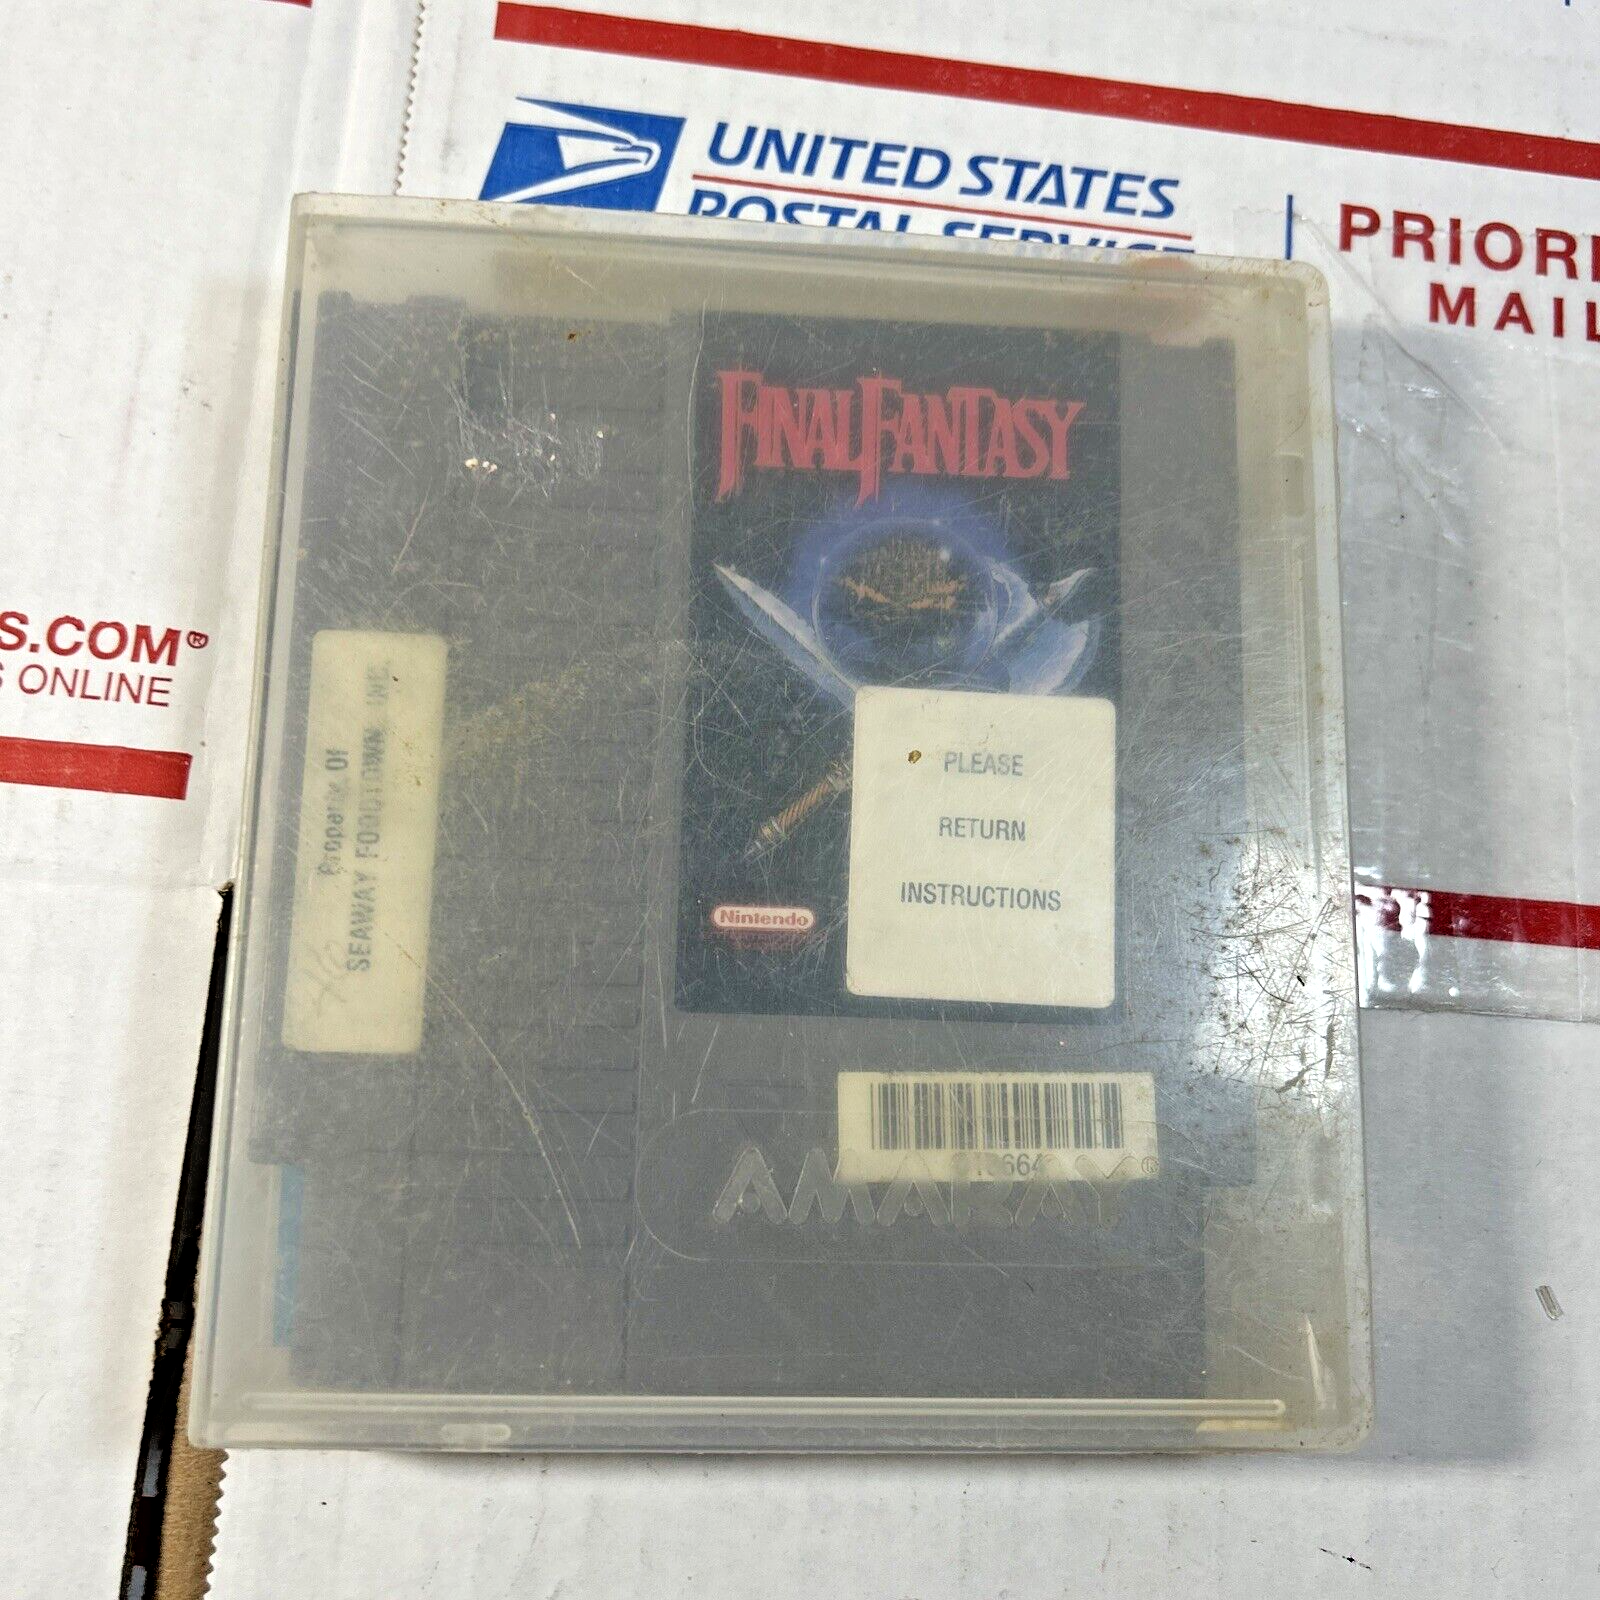 UNITED STATES
POSTAL SERVICE
PRIORI
MAIL
S.COM®
S ONLINE
FINAL FANTASY
PLEASE
RETURN
INSTRUCTIONS
Nintendo
Property Of
SEAWAY FOODTOWN INC.
AMARAY®